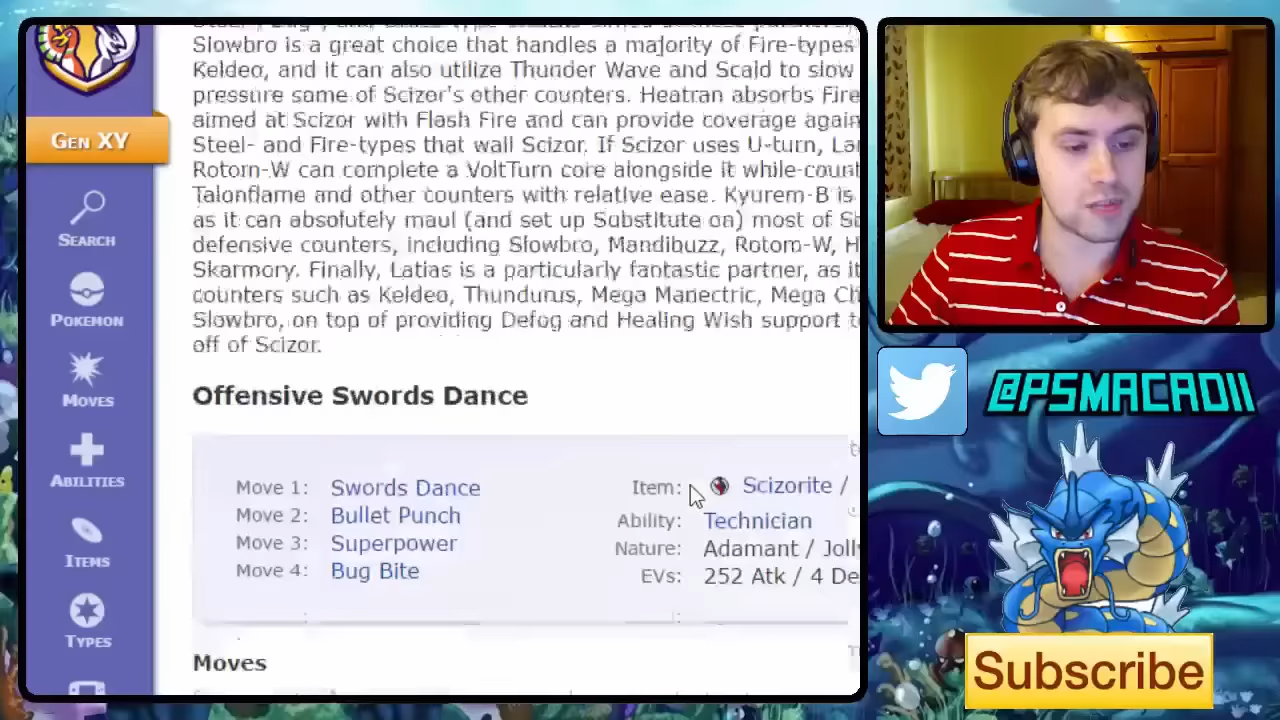 Slowbro is a great choice that handles a majority of Fire-types
Keldeo, and it can also utilize Thunder Wave and Scald to slow
pressure some of Scizor's other counters. Heatran absorbs Fire
aimed at Scizor with Flash Fire and can provide coverage again
Steel- and Fire-types that wall Scizor. If Scizor uses U-turn, Lan
Rotom-W can complete a VoltTurn core alongside it while count
Talonflame and other counters with relative ease. Kyurem-B is
as it can absolutely maul (and set up Substitute on) most of Sc
defensive counters, including Slowbro, Mandibuzz, Rotom-W, H
Skarmory. Finally, Latias is a particularly fantastic partner, as it
counters such as Keldeo, Thundurus, Mega Manectric, Mega Ch
Slowbro, on top of providing Defog and Healing Wish support t
off of Scizor.
Offensive Swords Dance
Move 1: Swords Dance
Move 2: Bullet Punch
Move 3: Superpower
Move 4: Bug Bite
Item: Scizorite /
Ability: Technician
Nature: Adamant / Jolly
EVs: 252 Atk / 4 De
Moves
GEN XY
SEARCH
POKEMON
MOVES
ABILITIES
ITEMS
TYPES
@PSMACADII
Subscribe